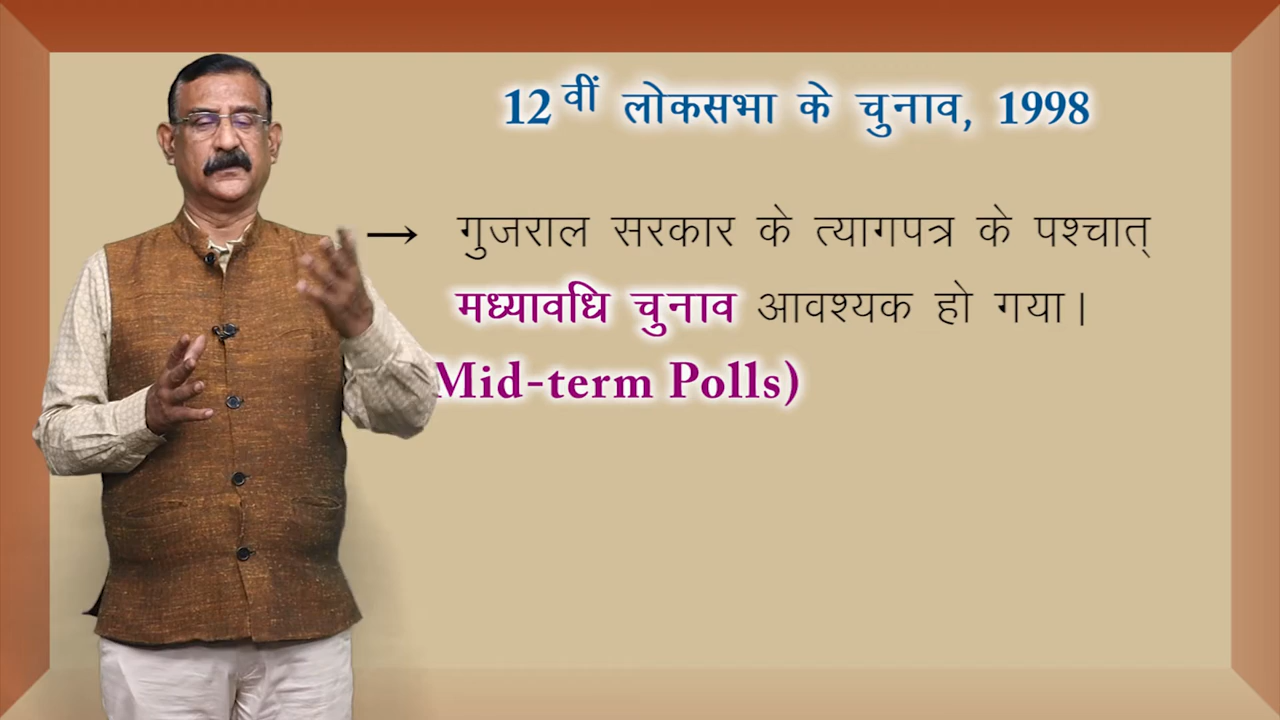 12वीं लोकसभा के चुनाव, 1998
→ गुजराल सरकार के त्यागपत्र के पश्चात्
मध्यावधि चुनाव आवश्यक हो गया।
Mid-term Polls)